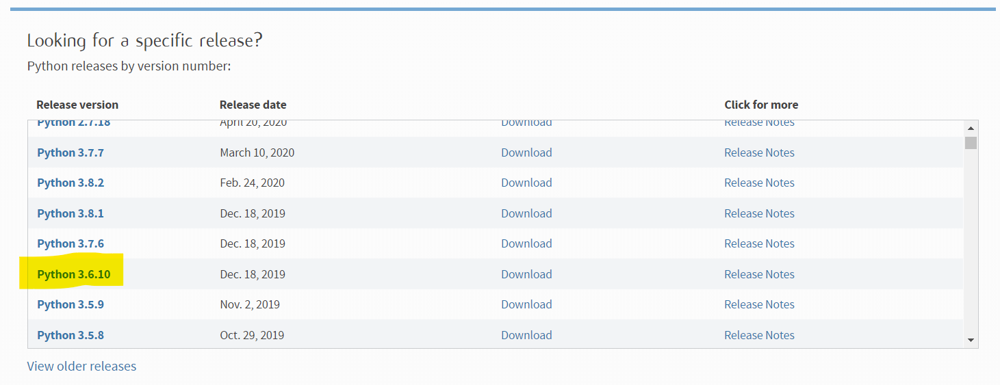 Looking for a specific release?
Python releases by version number:
Release version Release date Click for more
Python 2.7.18 April 20, 2020 Download Release Notes
Python 3.7.7 March 10, 2020 Download Release Notes
Python 3.8.2 Feb. 24, 2020 Download Release Notes
Python 3.8.1 Dec. 18, 2019 Download Release Notes
Python 3.7.6 Dec. 18, 2019 Download Release Notes
Python 3.6.10 Dec. 18, 2019 Download Release Notes
Python 3.5.9 Nov. 2, 2019 Download Release Notes
Python 3.5.8 Oct. 29, 2019 Download Release Notes
View older releases